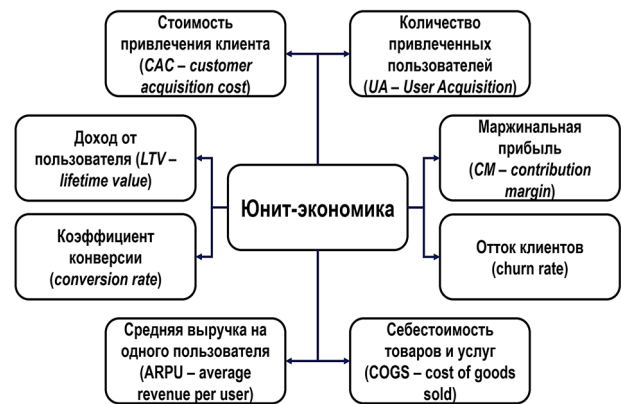 Стоимость
привлечения клиента
(CAC – customer
acquisition cost)
Количество
привлеченных
пользователей
(UA – User Acquisition)
Доход от
пользователя (LTV –
lifetime value)
Маржинальная
прибыль
(CM – contribution
margin)
Юнит-экономика
Коэффициент
конверсии
(conversion rate)
Отток клиентов
(churn rate)
Средняя выручка на
одного пользователя
(ARPU – average
revenue per user)
Себестоимость
товаров и услуг
(COGS – cost of goods
sold)